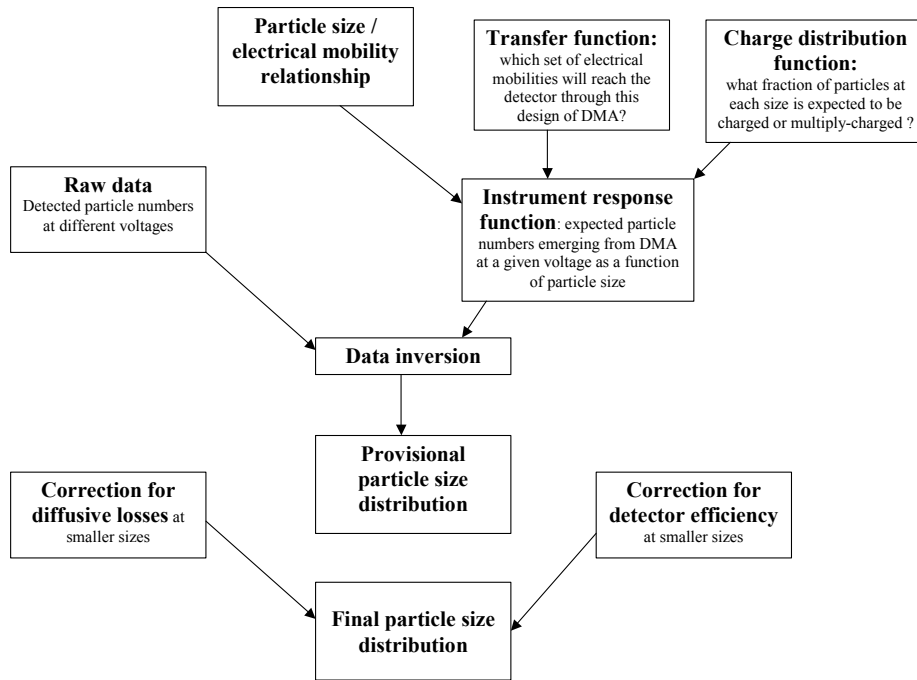 Particle size /
electrical mobility
relationship
Transfer function:
which set of electrical
mobilities will reach the
detector through this
design of DMA?
Charge distribution
function:
what fraction of particles at
each size is expected to be
charged or multiply-charged ?
Raw data
Detected particle numbers
at different voltages
Instrument response
function: expected particle
numbers emerging from DMA
at a given voltage as a function
of particle size
Data inversion
Provisional
particle size
distribution
Correction for
diffusive losses at
smaller sizes
Correction for
detector efficiency
at smaller sizes
Final particle size
distribution